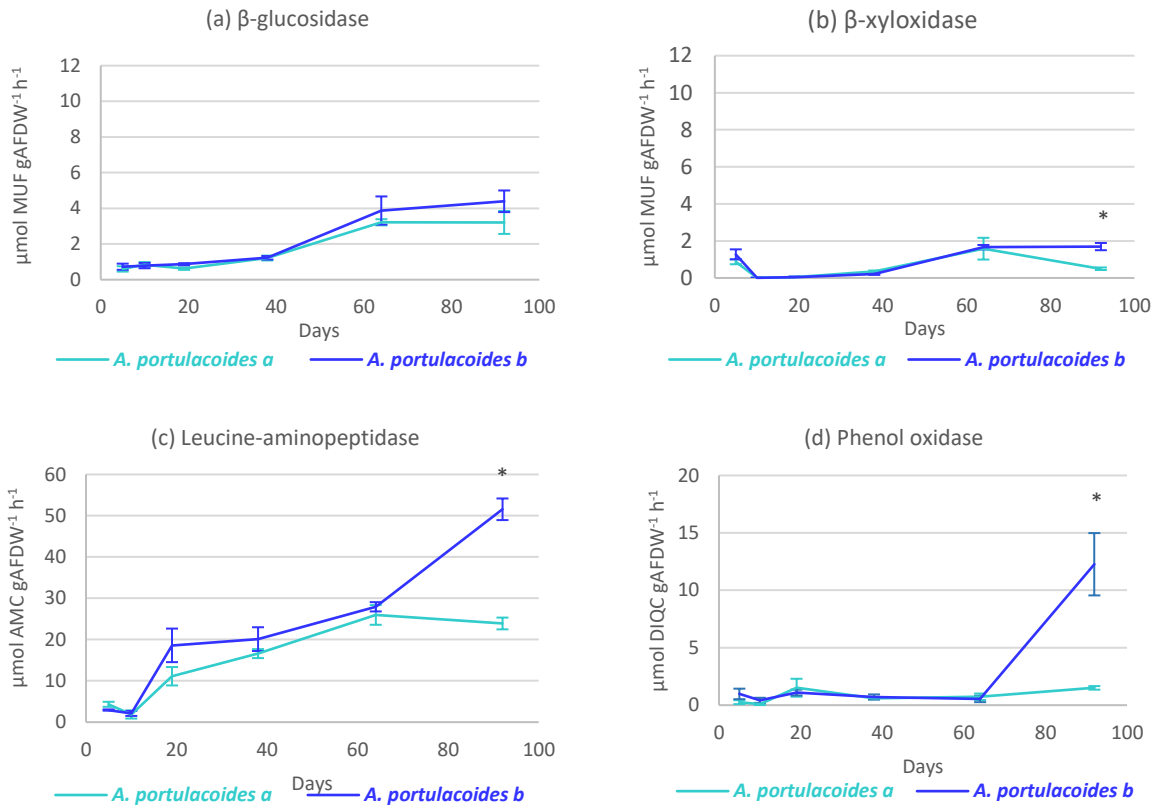 (a) β-glucosidase
12
10
8
6
4
2
0
µmol MUF gAFDW⁻¹ h⁻¹
0 20 40 60 80 100
Days
A. portulacoides a A. portulacoides b
(b) β-xyloxidase
12
10
8
6
4
2
0
µmol MUF gAFDW⁻¹ h⁻¹
*
0 20 40 60 80 100
Days
A. portulacoides a A. portulacoides b
(c) Leucine-aminopeptidase
60
50
40
30
20
10
0
µmol AMC gAFDW⁻¹ h⁻¹
*
0 20 40 60 80 100
Days
A. portulacoides a A. portulacoides b
(d) Phenol oxidase
20
15
10
5
0
µmol DIQC gAFDW⁻¹ h⁻¹
*
0 20 40 60 80 100
Days
A. portulacoides a A. portulacoides b